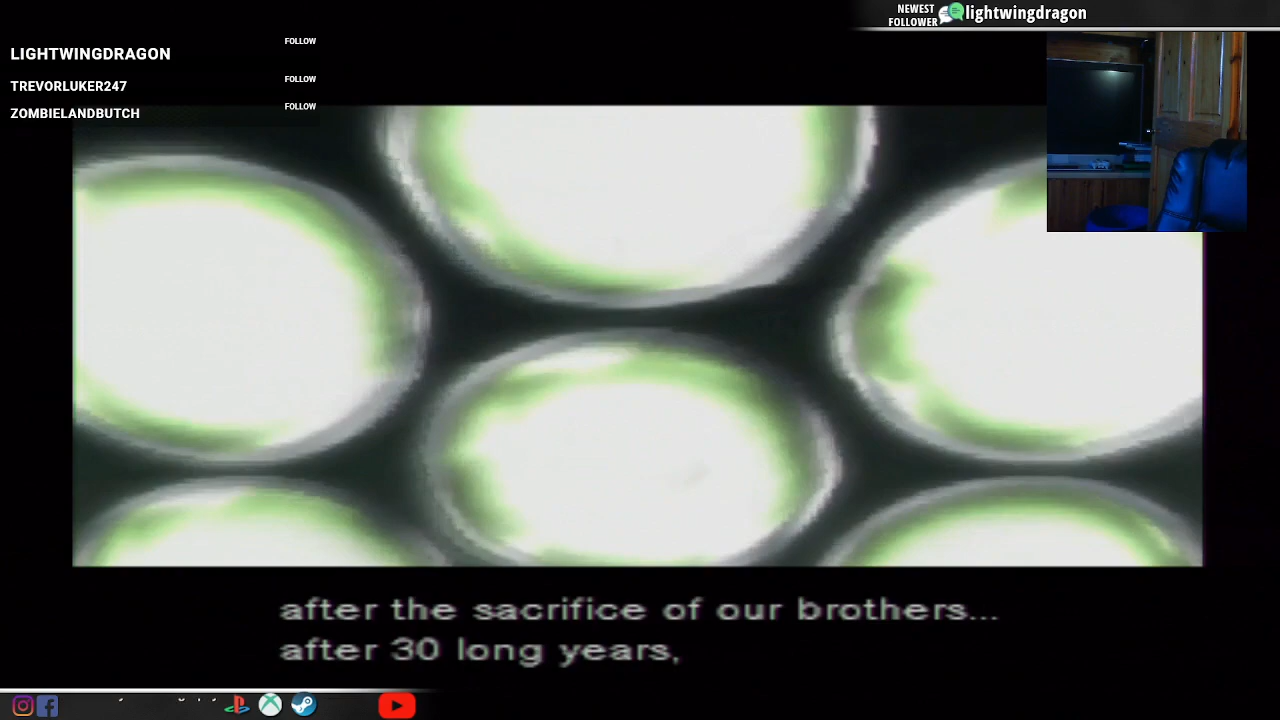 NEWEST
FOLLOWER
lightwingdragon
LIGHTWINGDRAGON FOLLOW
TREVORLUKER247 FOLLOW
ZOMBIELANDBUTCH FOLLOW
after the sacrifice of our brothers...
after 30 long years,